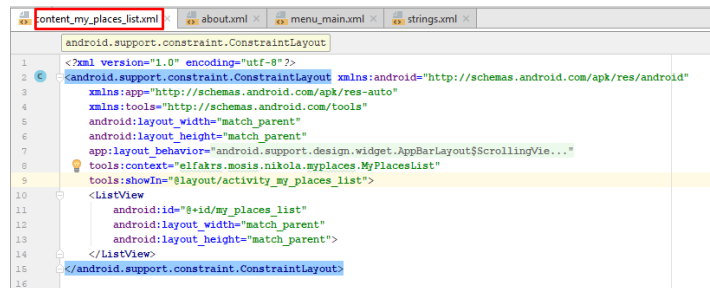 content_my_places_list.xml × about.xml × menu_main.xml × strings.xml ×
android.support.constraint.ConstraintLayout
1 <?xml version="1.0" encoding="utf-8"?>
2 C <android.support.constraint.ConstraintLayout xmlns:android="http://schemas.android.com/apk/res/android"
3 xmlns:app="http://schemas.android.com/apk/res-auto"
4 xmlns:tools="http://schemas.android.com/tools"
5 android:layout_width="match_parent"
6 android:layout_height="match_parent"
7 app:layout_behavior="android.support.design.widget.AppBarLayout$ScrollingVie..."
8 tools:context="elfakrs.mosis.nikola.myplaces.MyPlacesList"
9 tools:showIn="@layout/activity_my_places_list">
10 <ListView
11 android:id="@+id/my_places_list"
12 android:layout_width="match_parent"
13 android:layout_height="match_parent">
14 </ListView>
15 </android.support.constraint.ConstraintLayout>
16